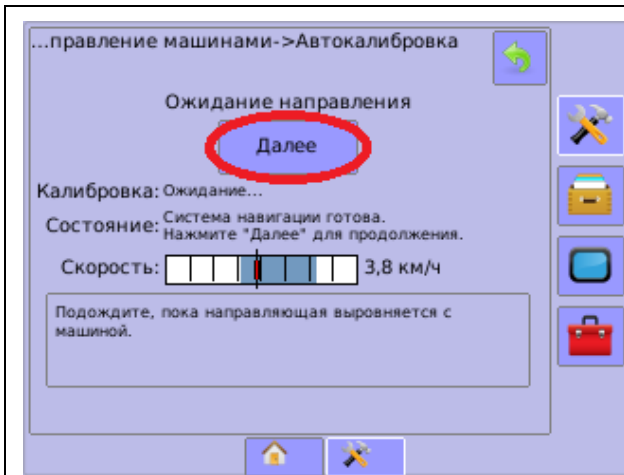 ...правление машинами->Автокалибровка
Ожидание направления
Далее
Калибровка: Ожидание...
Состояние: Система навигации готова.
Нажмите "Далее" для продолжения.
Скорость: 3,8 км/ч
Подождите, пока направляющая выровняется с
машиной.